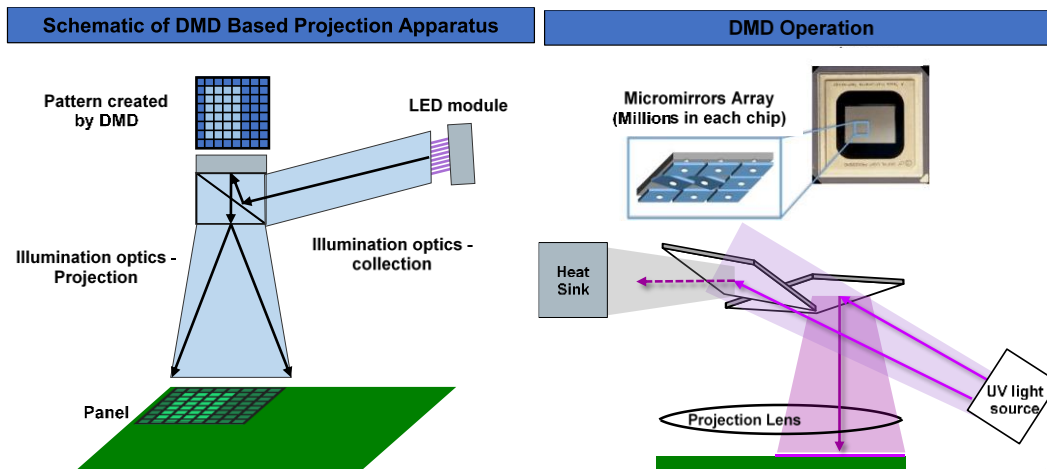 Schematic of DMD Based Projection Apparatus
Pattern created
by DMD
LED module
Illumination optics -
Projection
Illumination optics -
collection
Panel
DMD Operation
Micromirrors Array
(Millions in each chip)
Heat
Sink
UV light
source
Projection Lens